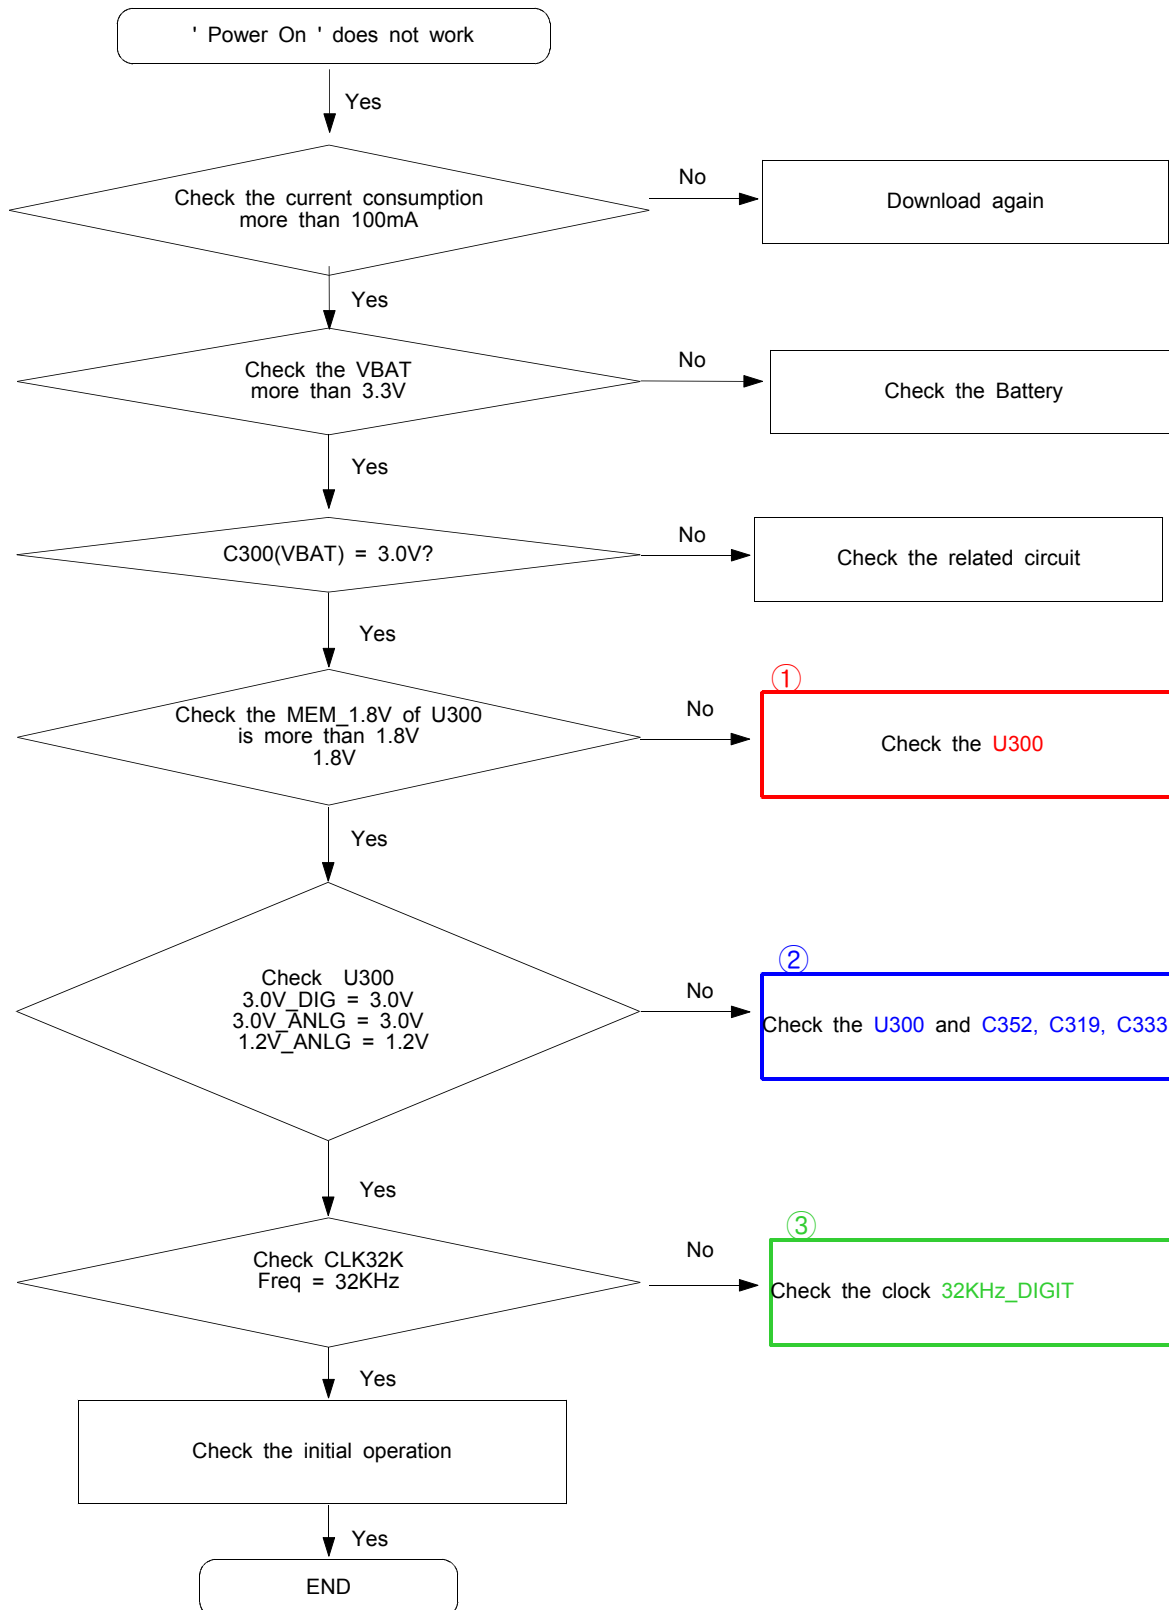 ' Power On ' does not work
Yes
Check the current consumption
more than 100mA
No
Download again
Yes
Check the VBAT
more than 3.3V
No
Check the Battery
Yes
C300(VBAT) = 3.0V?
No
Check the related circuit
Yes
①
Check the MEM_1.8V of U300
is more than 1.8V
1.8V
No
Check the U300
Yes
②
Check U300
3.0V_DIG = 3.0V
3.0V_ANLG = 3.0V
1.2V_ANLG = 1.2V
No
Check the U300 and C352, C319, C333
Yes
③
Check CLK32K
Freq = 32KHz
No
Check the clock 32KHz_DIGIT
Yes
Check the initial operation
Yes
END